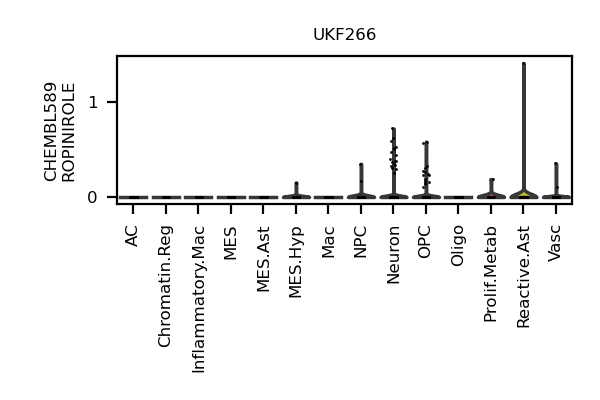 UKF266
CHEMBL589
ROPINIROLE
1
0
AC
Chromatin.Reg
Inflammatory.Mac
MES
MES.Ast
MES.Hyp
Mac
NPC
Neuron
OPC
Oligo
Prolif.Metab
Reactive.Ast
Vasc